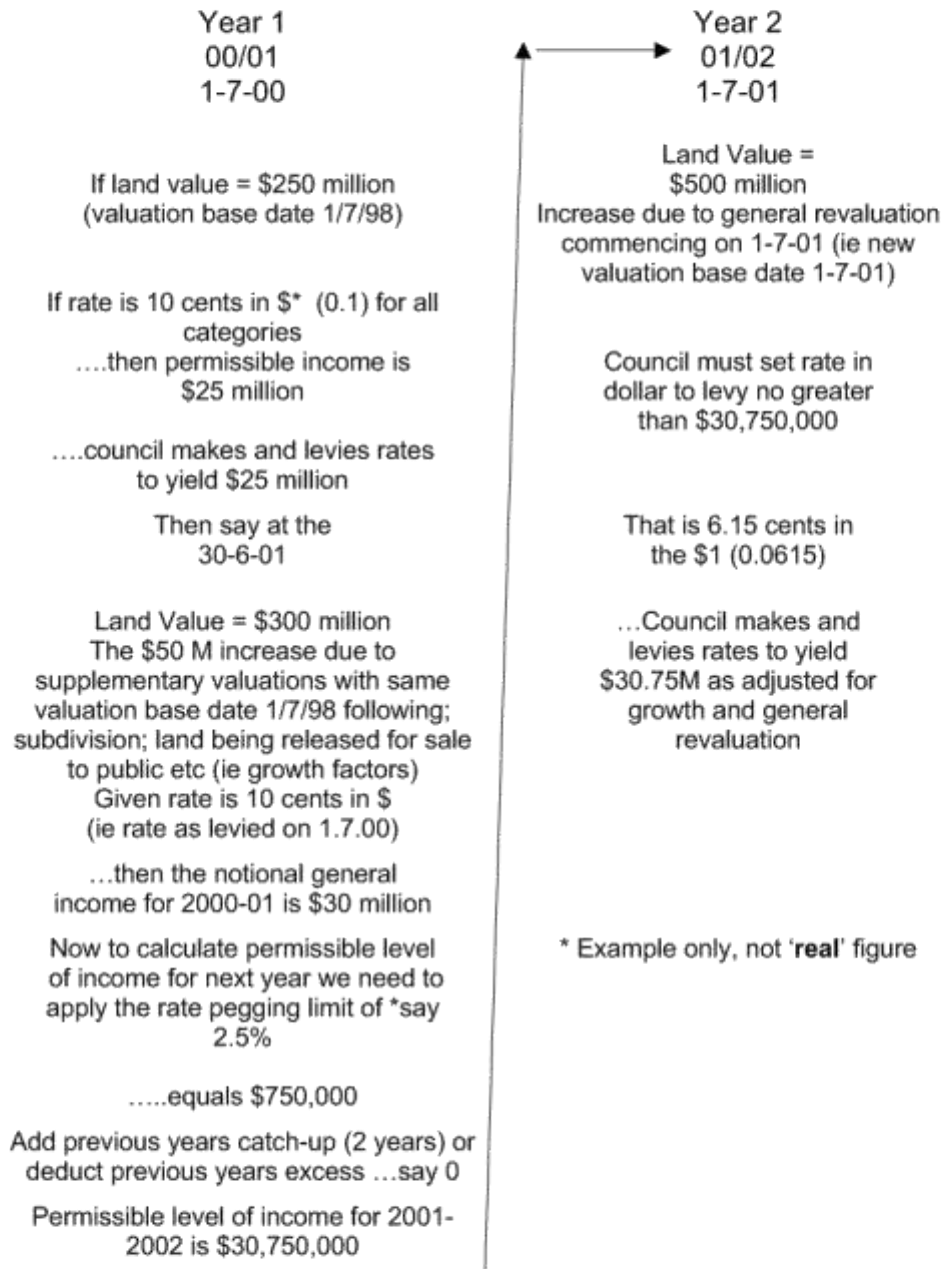 Year 1
00/01
1-7-00
If land value = $250 million
(valuation base date 1/7/98)
If rate is 10 cents in $* (0.1) for all
categories
....then permissible income is
$25 million
....council makes and levies rates
to yield $25 million
Then say at the
30-6-01
Land Value = $300 million
The $50 M increase due to
supplementary valuations with same
valuation base date 1/7/98 following;
subdivision; land being released for sale
to public etc (ie growth factors)
Given rate is 10 cents in $
(ie rate as levied on 1.7.00)
...then the notional general
income for 2000-01 is $30 million
Now to calculate permissible level
of income for next year we need to
apply the rate pegging limit of *say
2.5%
.....equals $750,000
Add previous years catch-up (2 years) or
deduct previous years excess ...say 0
Permissible level of income for 2001-
2002 is $30,750,000
Year 2
01/02
1-7-01
Land Value =
$500 million
Increase due to general revaluation
commencing on 1-7-01 (ie new
valuation base date 1-7-01)
Council must set rate in
dollar to levy no greater
than $30,750,000
That is 6.15 cents in
the $1 (0.0615)
...Council makes and
levies rates to yield
$30.75M as adjusted for
growth and general
revaluation
* Example only, not 'real' figure